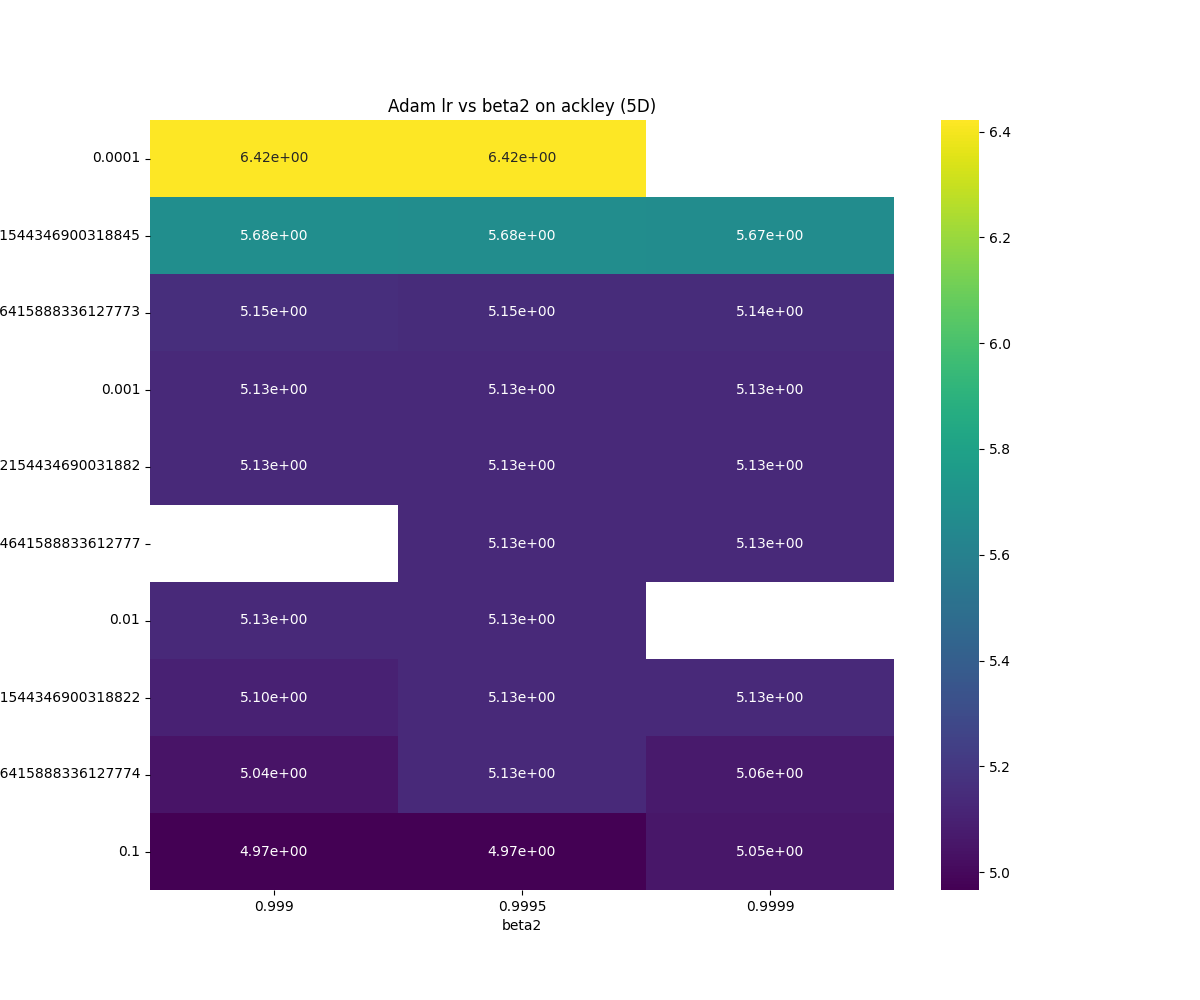 Adam lr vs beta2 on ackley (5D)
0.0001 6.42e+00 6.42e+00
1544346900318845 5.68e+00 5.68e+00 5.67e+00
6415888336127773 5.15e+00 5.15e+00 5.14e+00
0.001 5.13e+00 5.13e+00 5.13e+00
2154434690031882 5.13e+00 5.13e+00 5.13e+00
4641588833612777 5.13e+00 5.13e+00
0.01 5.13e+00 5.13e+00
1544346900318822 5.10e+00 5.13e+00 5.13e+00
6415888336127774 5.04e+00 5.13e+00 5.06e+00
0.1 4.97e+00 4.97e+00 5.05e+00
0.999 0.9995 0.9999
beta2
6.4
6.2
6.0
5.8
5.6
5.4
5.2
5.0